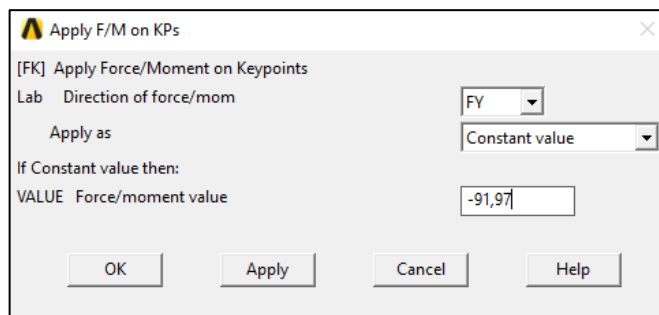 Apply F/M on KPs
[FK] Apply Force/Moment on Keypoints
Lab Direction of force/mom FY
Apply as Constant value
If Constant value then:
VALUE Force/moment value -91,97
OK Apply Cancel Help